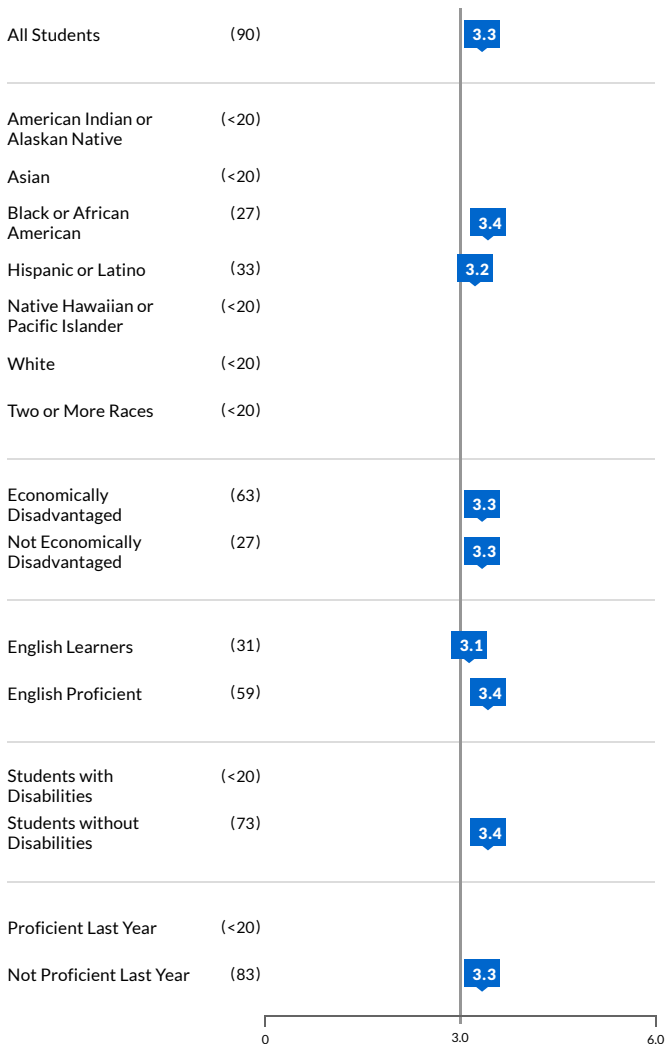 All Students (90) 3.3
American Indian or (<20)
Alaskan Native
Asian (<20)
Black or African (27) 3.4
American
Hispanic or Latino (33) 3.2
Native Hawaiian or (<20)
Pacific Islander
White (<20)
Two or More Races (<20)
Economically (63) 3.3
Disadvantaged
Not Economically (27) 3.3
Disadvantaged
English Learners (31) 3.1
English Proficient (59) 3.4
Students with (<20)
Disabilities
Students without (73) 3.4
Disabilities
Proficient Last Year (<20)
Not Proficient Last Year (83) 3.3
0 3.0 6.0